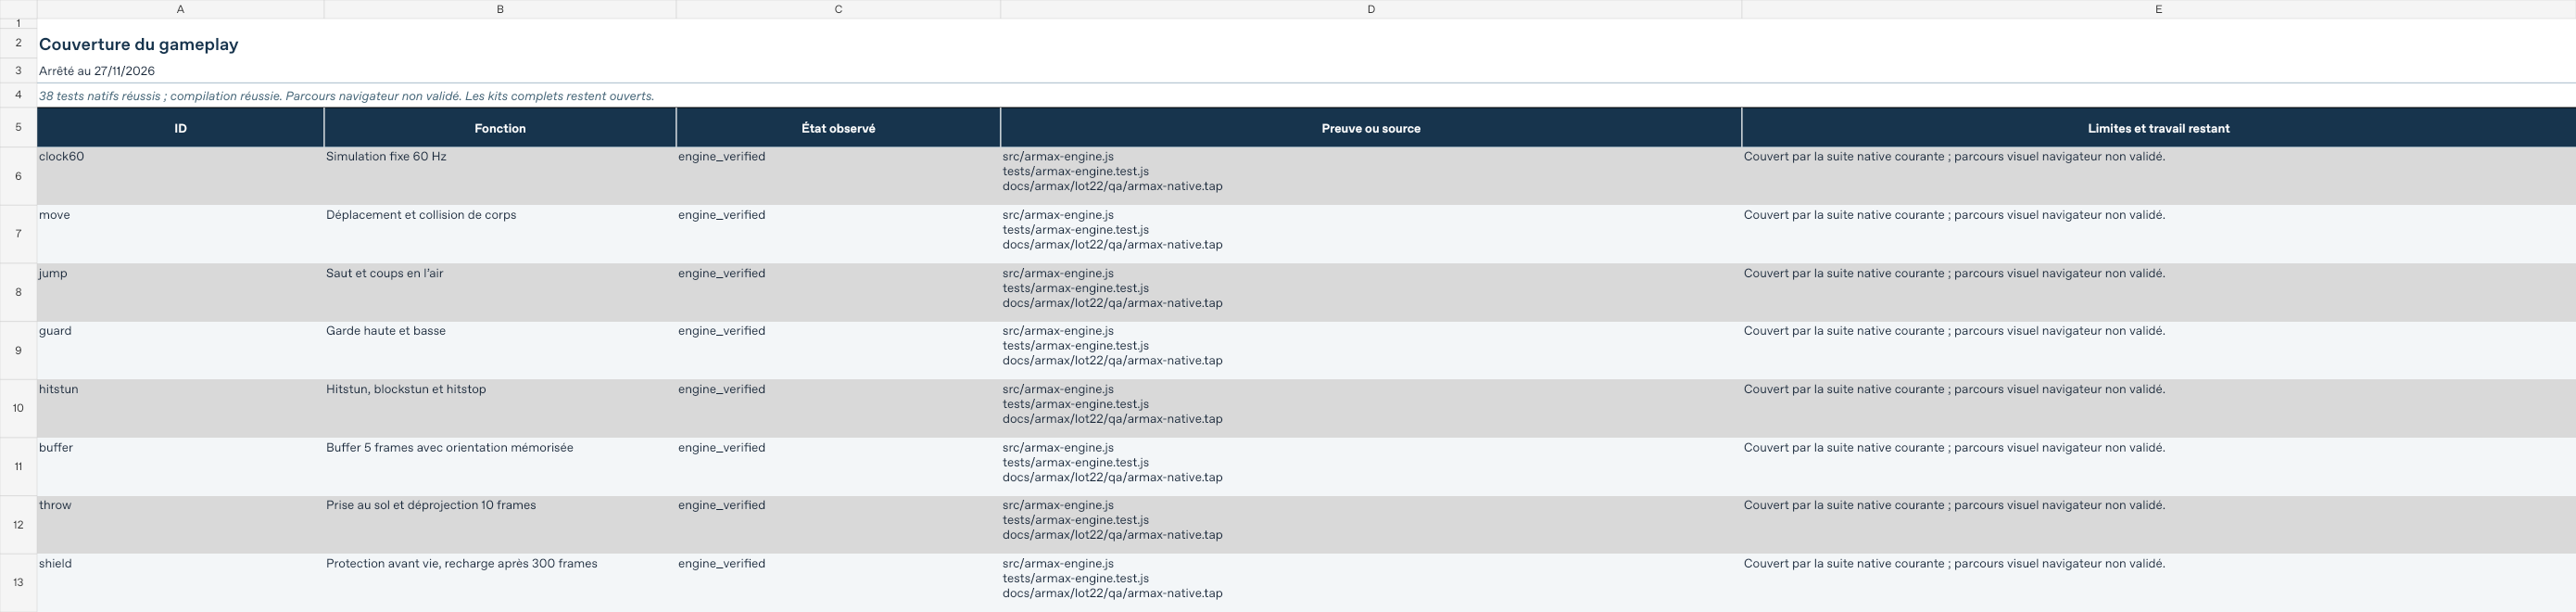 A B C D E
1
2 Couverture du gameplay
3 Arrêté au 27/11/2026
4 38 tests natifs réussis ; compilation réussie. Parcours navigateur non validé. Les kits complets restent ouverts.
5 ID Fonction État observé Preuve ou source Limites et travail restant
clock60 Simulation fixe 60 Hz engine_verified src/armax-engine.js Couvert par la suite native courante ; parcours visuel navigateur non validé.
6 tests/armax-engine.test.js
docs/armax/lot22/qa/armax-native.tap
move Déplacement et collision de corps engine_verified src/armax-engine.js Couvert par la suite native courante ; parcours visuel navigateur non validé.
7 tests/armax-engine.test.js
docs/armax/lot22/qa/armax-native.tap
jump Saut et coups en l'air engine_verified src/armax-engine.js Couvert par la suite native courante ; parcours visuel navigateur non validé.
8 tests/armax-engine.test.js
docs/armax/lot22/qa/armax-native.tap
guard Garde haute et basse engine_verified src/armax-engine.js Couvert par la suite native courante ; parcours visuel navigateur non validé.
9 tests/armax-engine.test.js
docs/armax/lot22/qa/armax-native.tap
hitstun Hitstun, blockstun et hitstop engine_verified src/armax-engine.js Couvert par la suite native courante ; parcours visuel navigateur non validé.
10 tests/armax-engine.test.js
docs/armax/lot22/qa/armax-native.tap
buffer Buffer 5 frames avec orientation mémorisée engine_verified src/armax-engine.js Couvert par la suite native courante ; parcours visuel navigateur non validé.
11 tests/armax-engine.test.js
docs/armax/lot22/qa/armax-native.tap
throw Prise au sol et déprojection 10 frames engine_verified src/armax-engine.js Couvert par la suite native courante ; parcours visuel navigateur non validé.
12 tests/armax-engine.test.js
docs/armax/lot22/qa/armax-native.tap
shield Protection avant vie, recharge après 300 frames engine_verified src/armax-engine.js Couvert par la suite native courante ; parcours visuel navigateur non validé.
13 tests/armax-engine.test.js
docs/armax/lot22/qa/armax-native.tap